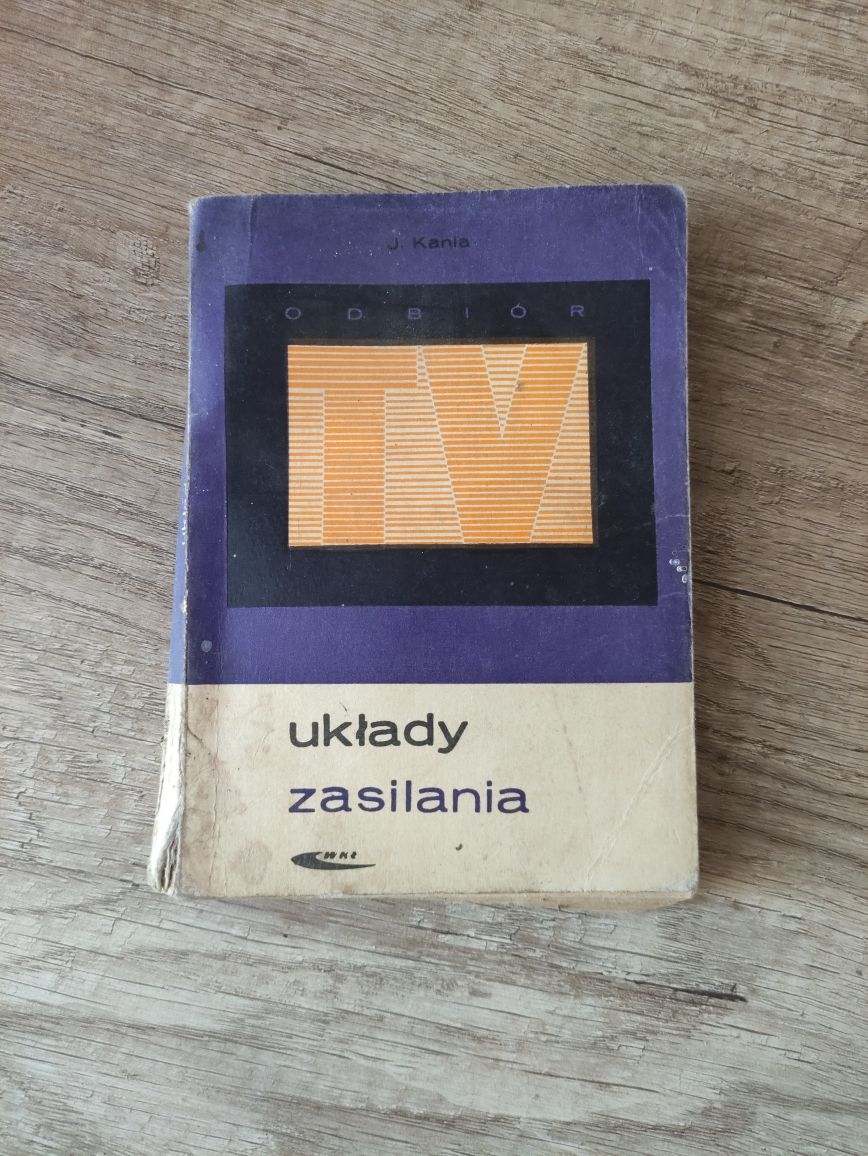 J. Kania
ODBIÓR
TV
układy
zasilania
WKŁ